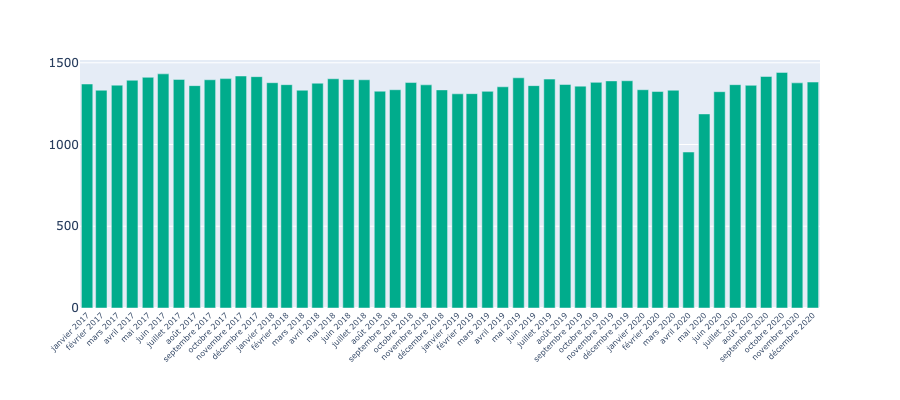 1500
1000
500
0
janvier 2017
février 2017
mars 2017
avril 2017
mai 2017
juin 2017
juillet 2017
août 2017
septembre 2017
octobre 2017
novembre 2017
décembre 2017
janvier 2018
février 2018
mars 2018
avril 2018
mai 2018
juin 2018
juillet 2018
août 2018
septembre 2018
octobre 2018
novembre 2018
décembre 2018
janvier 2019
février 2019
mars 2019
avril 2019
mai 2019
juin 2019
juillet 2019
août 2019
septembre 2019
octobre 2019
novembre 2019
décembre 2019
janvier 2020
février 2020
mars 2020
avril 2020
mai 2020
juin 2020
juillet 2020
août 2020
septembre 2020
octobre 2020
novembre 2020
décembre 2020